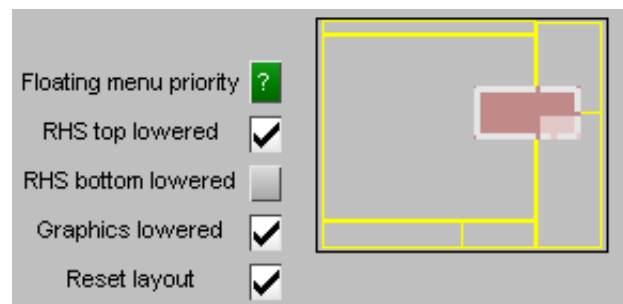 Floating menu priority ?
RHS top lowered
RHS bottom lowered
Graphics lowered
Reset layout